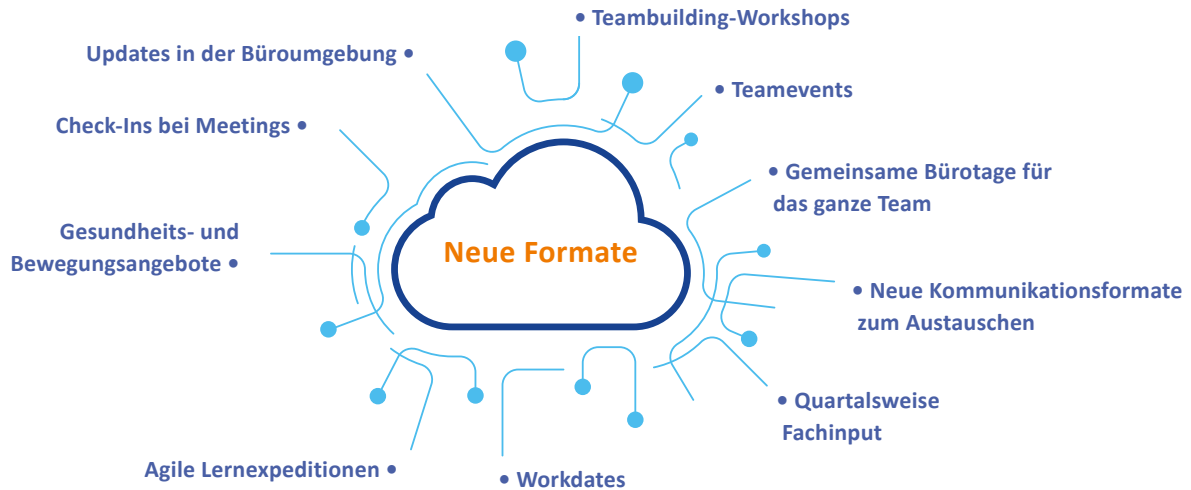 • Teambuilding-Workshops
Updates in der Büroumgebung •
• Teamevents
Check-Ins bei Meetings •
• Gemeinsame Bürotage für
das ganze Team
Gesundheits- und
Bewegungsangebote •
Neue Formate
• Neue Kommunikationsformate
zum Austauschen
• Quartalsweise
Fachinput
Agile Lernexpeditionen •
• Workdates